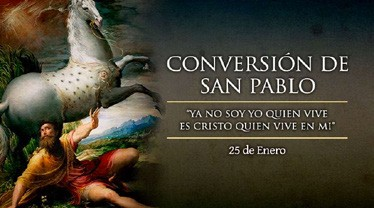 CONVERSIÓN DE
SAN PABLO
"YA NO SOY YO QUIEN VIVE
ES CRISTO QUIEN VIVE EN MI"
25 de Enero